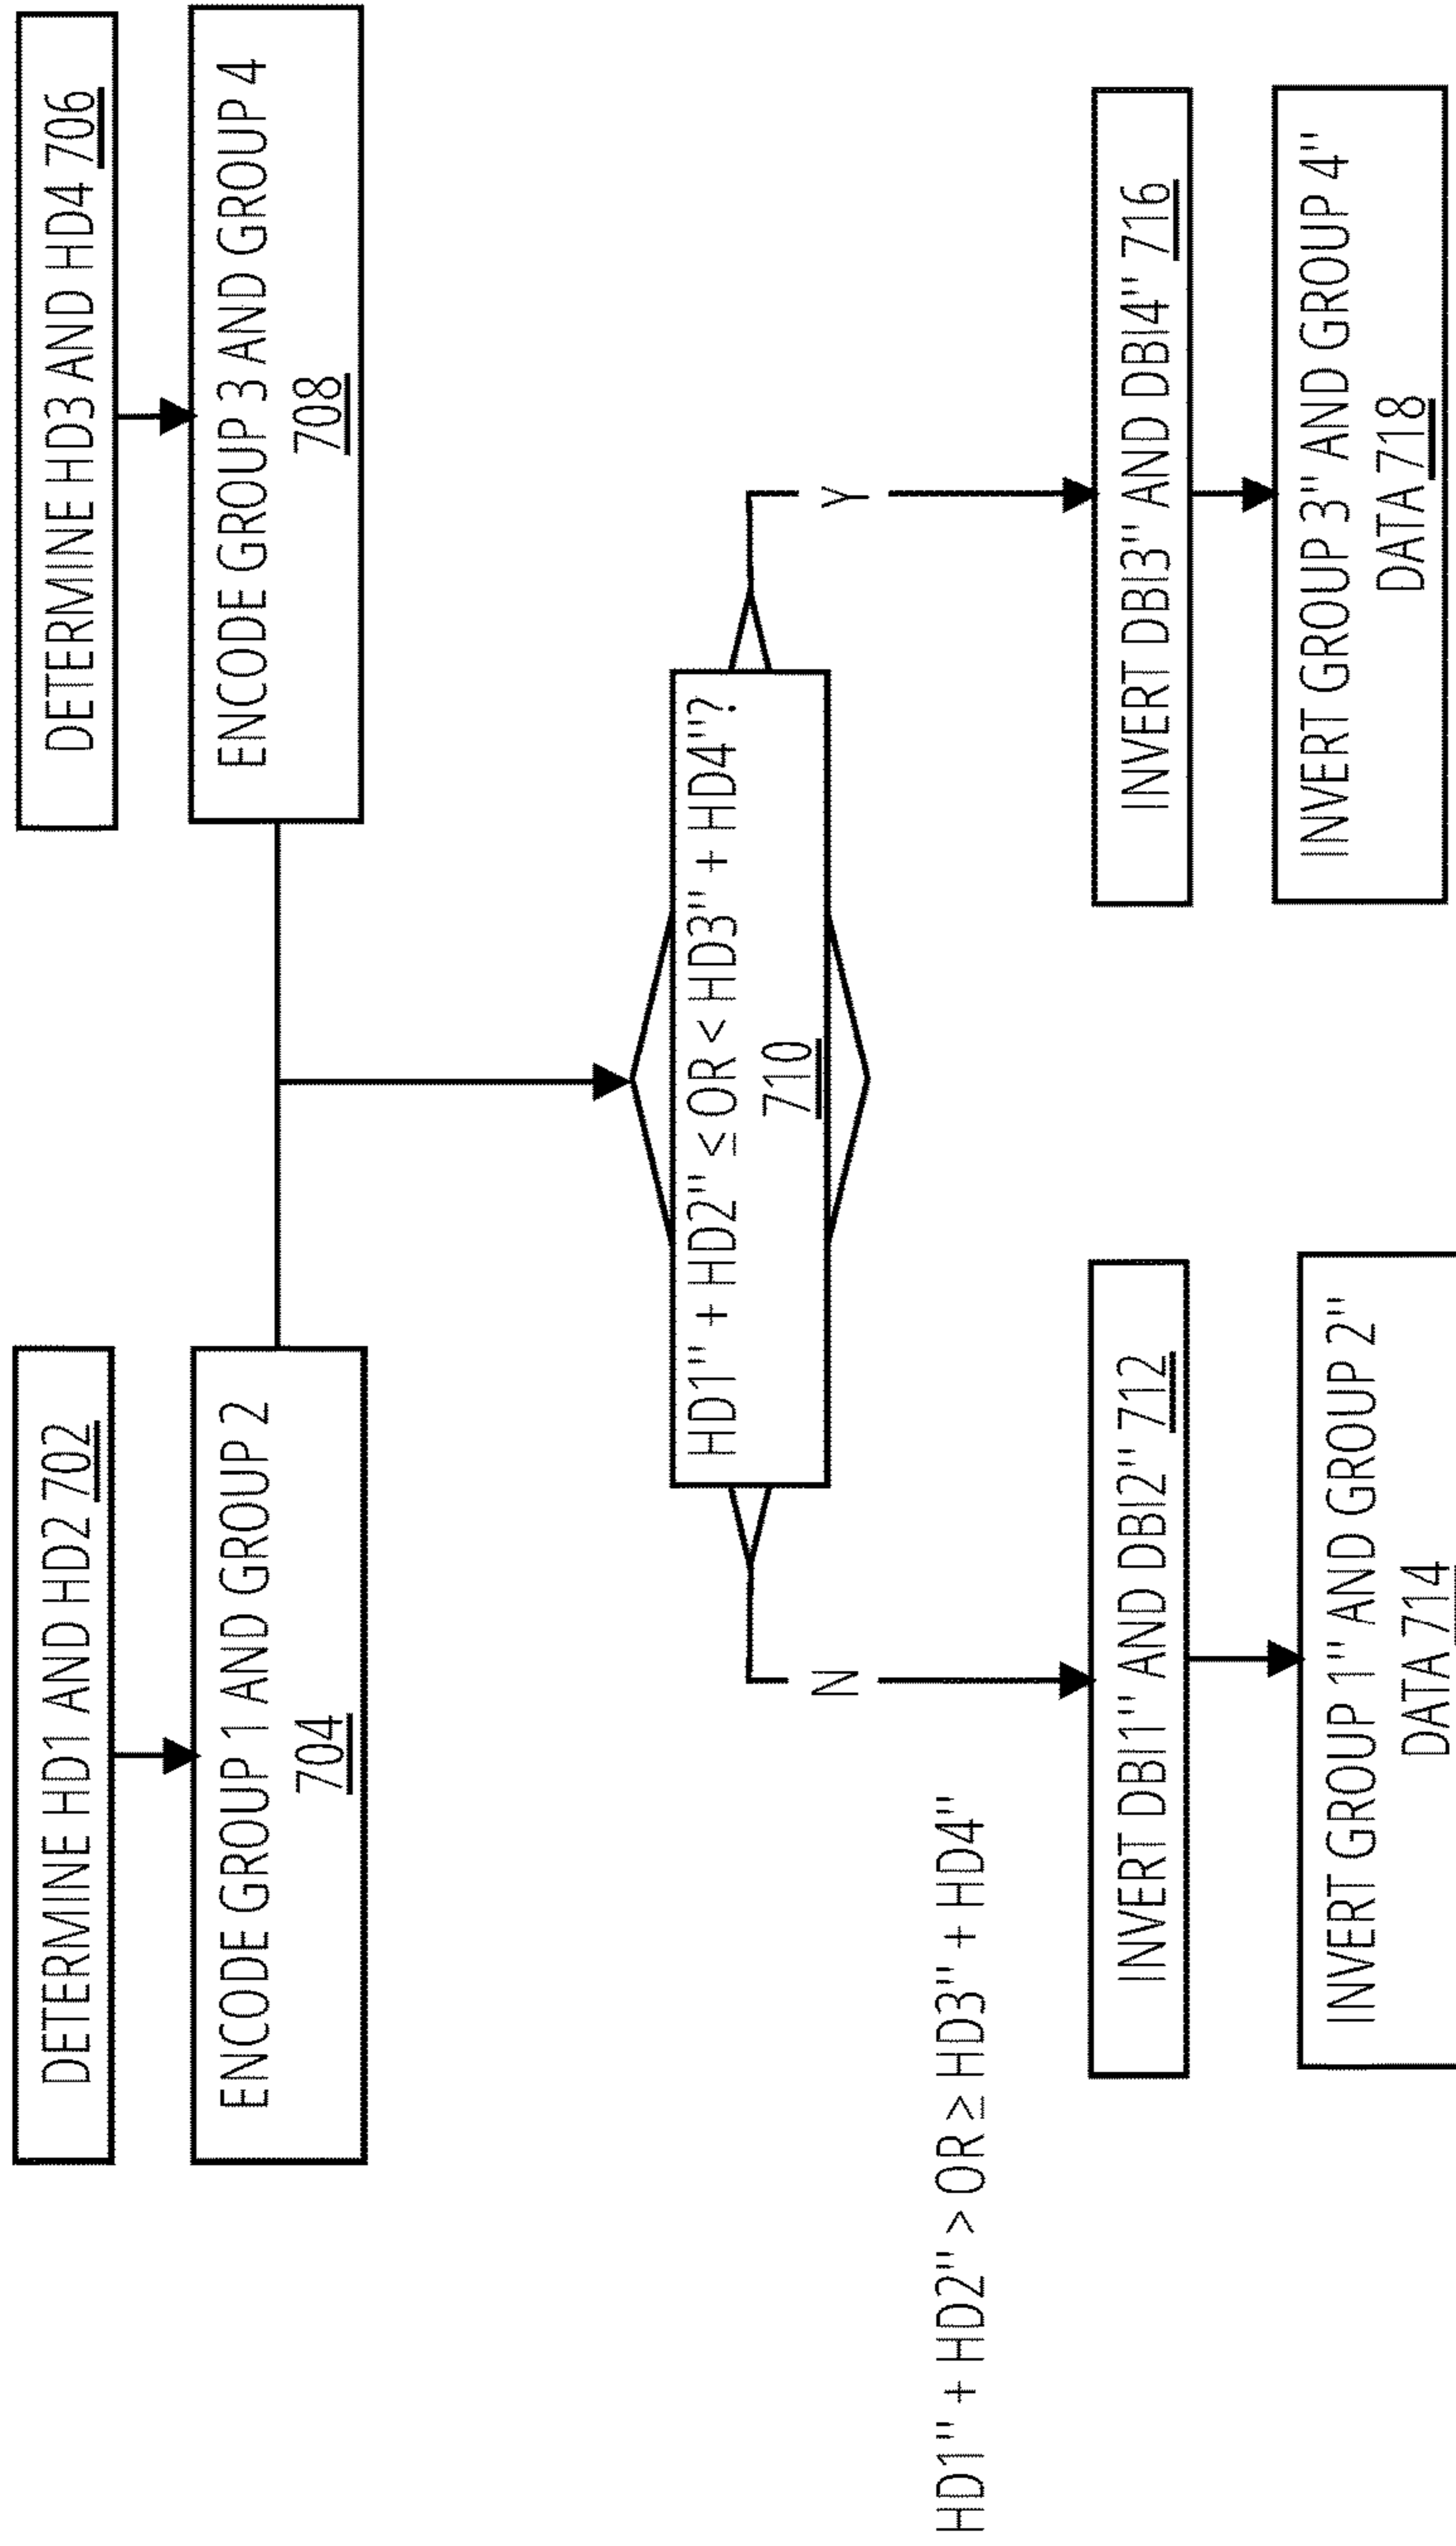 DETERMINE HD1 AND HD2 702
DETERMINE HD3 AND HD4 706
ENCODE GROUP 1 AND GROUP 2
704
ENCODE GROUP 3 AND GROUP 4
708
HD1'' + HD2'' ≤ OR < HD3'' + HD4''?
710
N
Y
HD1'' + HD2'' > OR ≥ HD3'' + HD4''
INVERT DBI1'' AND DBI2'' 712
INVERT DBI3'' AND DBI4'' 716
INVERT GROUP 1'' AND GROUP 2''
DATA 714
INVERT GROUP 3'' AND GROUP 4''
DATA 718